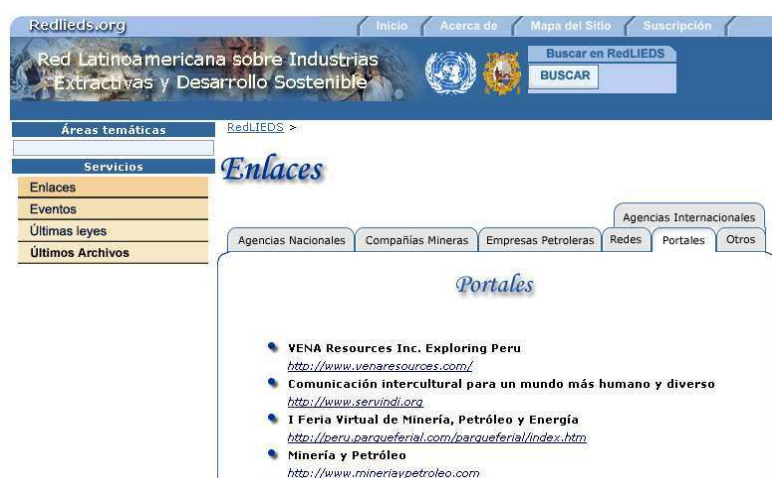 Redlieds.org
Inicio
Acerca de
Mapa del Sitio
Suscripción
Red Latinoamericana sobre Industrias
Extractivas y Desarrollo Sostenible
Buscar en RedLIEDS
BUSCAR
Áreas temáticas
Servicios
Enlaces
Eventos
Últimas leyes
Últimos Archivos
RedLIEDS >
Enlaces
Agencias Internacionales
Agencias Nacionales
Compañías Mineras
Empresas Petroleras
Redes
Portales
Otros
Portales
VENA Resources Inc. Exploring Peru
http://www.venaresources.com/
Comunicación intercultural para un mundo más humano y diverso
http://www.servindi.org
I Feria Virtual de Minería, Petróleo y Energía
http://peru.parqueferial.com/parqueferial/index.htm
Minería y Petróleo
http://www.mineriaypetroleo.com